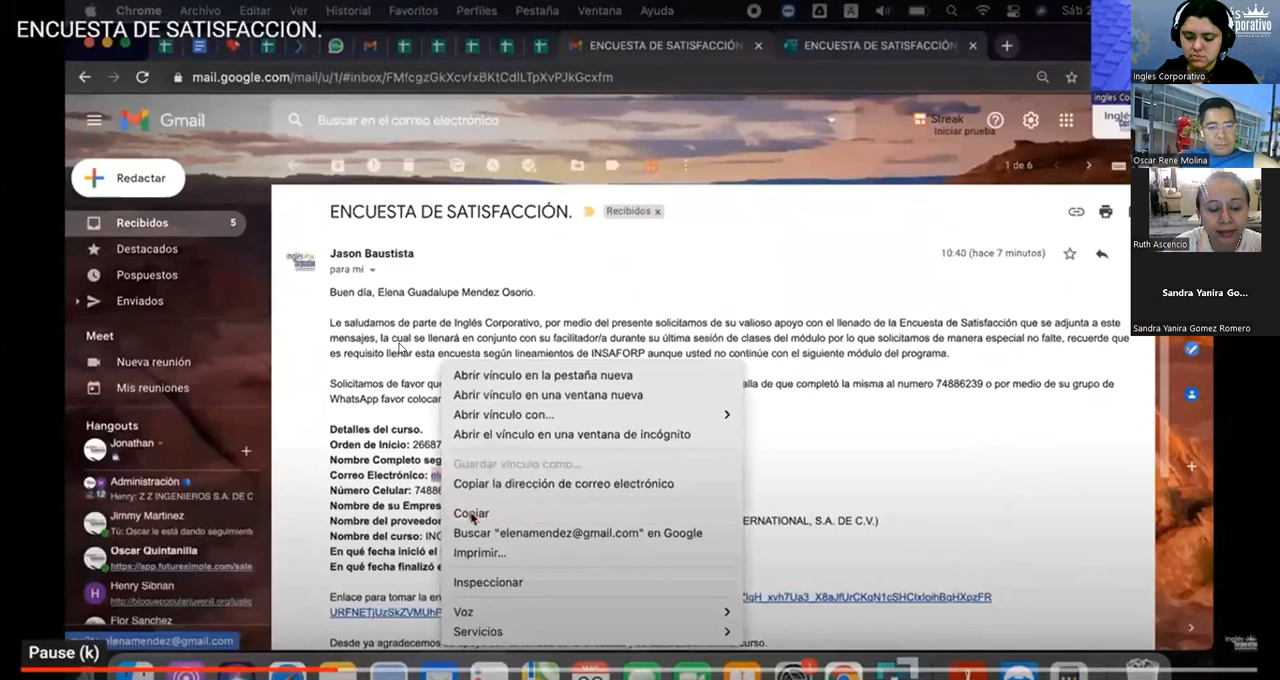 ENCUESTA DE SATISFACCION.
Chrome Archivo Editar Ver Historial Favoritos Perfiles Pestaña Ventana Ayuda
Sáb 2
ENCUESTA DE SATISFACCIÓN
ENCUESTA DE SATISFACCIÓN
mail.google.com/mail/u/1/#inbox/FMfcgzGkXcvfxBKtCdlLTpXvPJkGcxfm
Gmail
Buscar en el correo electrónico
Streak
Iniciar prueba
Redactar
1 de 6
Recibidos 5
Destacados
Pospuestos
Enviados
Meet
Nueva reunión
Mis reuniones
Hangouts
Jonathan
Administración
Henry: Z Z INGENIEROS S.A. DE C
Jimmy Martinez
Tú: Oscar le está dando seguimient
Oscar Quintanilla
https://app.futuresimple.com/sale
Henry Sibrian
http://bloquepopularjuvenil.org/justic
Flor Sanchez
ENCUESTA DE SATISFACCIÓN.
Recibidos x
Jason Baustista
para mí
10:40 (hace 7 minutos)
Buen día, Elena Guadalupe Mendez Osorio.
Le saludamos de parte de Inglés Corporativo, por medio del presente solicitamos de su valioso apoyo con el llenado de la Encuesta de Satisfacción que se adjunta a este
mensajes, la cual se llenará en conjunto con su facilitador/a durante su última sesión de clases del módulo por lo que solicitamos de manera especial no falte, recuerde que
es requisito llenar esta encuesta según lineamientos de INSAFORP aunque usted no continúe con el siguiente módulo del programa.
Solicitamos de favor que
alla de que completó la misma al numero 74886239 o por medio de su grupo de
WhatsApp favor colocar
Detalles del curso.
Orden de Inicio: 26687
Nombre Completo seg
Correo Electrónico:
Número Celular: 7488
Nombre de su Empres
Nombre del proveedor
ERNATIONAL, S.A. DE C.V.)
Nombre del curso: ING
En qué fecha inició el
En qué fecha finalizó e
Enlace para tomar la en
Desde ya agradecemos
Abrir vínculo en la pestaña nueva
Abrir vínculo en una ventana nueva
Abrir vínculo con...
Abrir el vínculo en una ventana de incógnito
Guardar vínculo como...
Copiar la dirección de correo electrónico
Copiar
Buscar "elenamendez@gmail.com" en Google
Imprimir...
Inspeccionar
Voz
Servicios
Pause (k)
Ingles Corporativo
Oscar Rene Molina
Ruth Ascencio
Sandra Yanira Go...
Sandra Yanira Gomez Romero